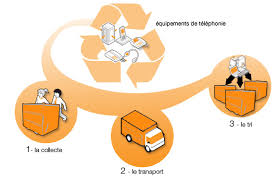 équipements de téléphonie
1 - la collecte
2 - le transport
3 - le tri